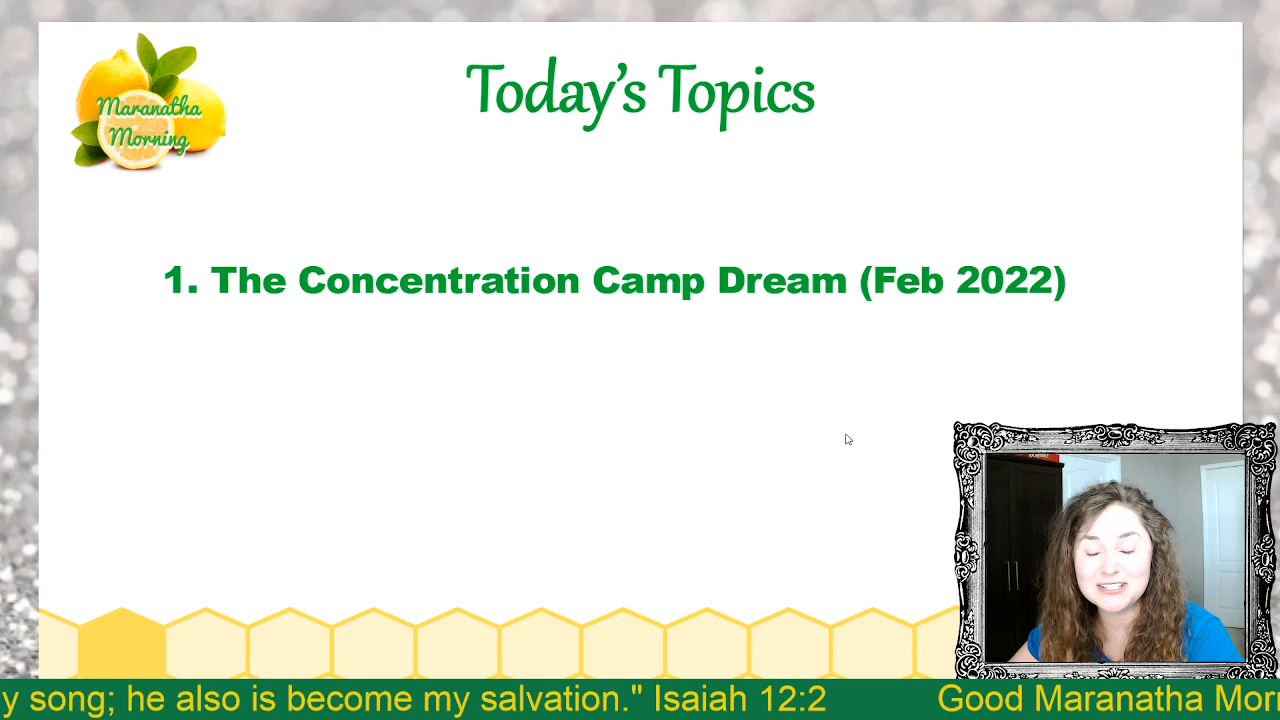 Maranatha
Morning
Today's Topics
1. The Concentration Camp Dream (Feb 2022)
y song; he also is become my salvation." Isaiah 12:2 Good Maranatha Mor